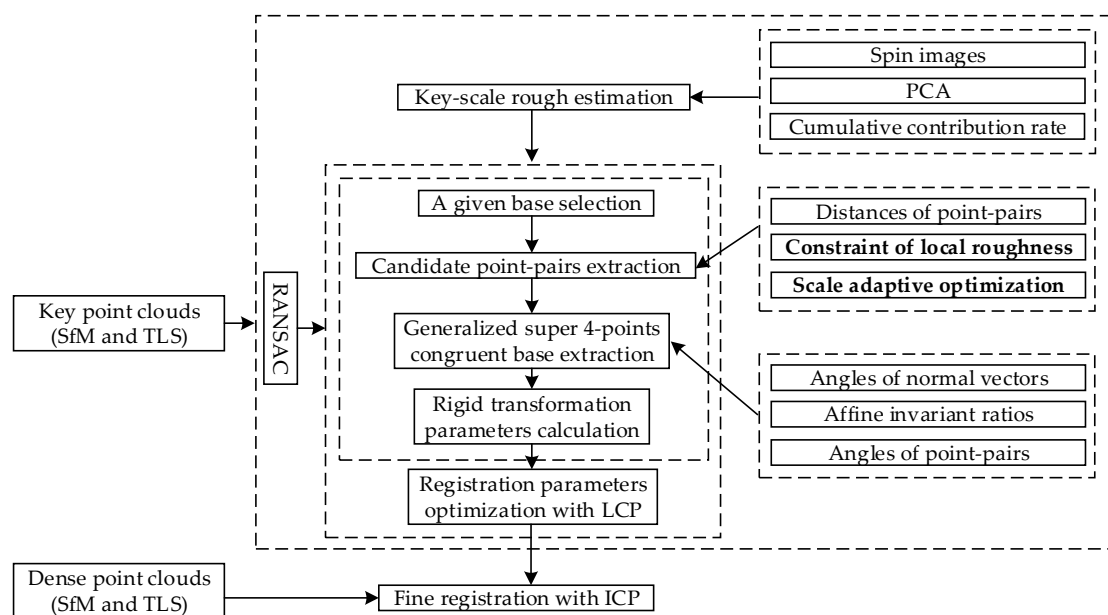 Spin images
PCA
Cumulative contribution rate
Key-scale rough estimation
A given base selection
Candidate point-pairs extraction
Distances of point-pairs
Constraint of local roughness
Scale adaptive optimization
Key point clouds
(SfM and TLS)
RANSAC
Generalized super 4-points
congruent base extraction
Rigid transformation
parameters calculation
Angles of normal vectors
Affine invariant ratios
Angles of point-pairs
Registration parameters
optimization with LCP
Dense point clouds
(SfM and TLS)
Fine registration with ICP